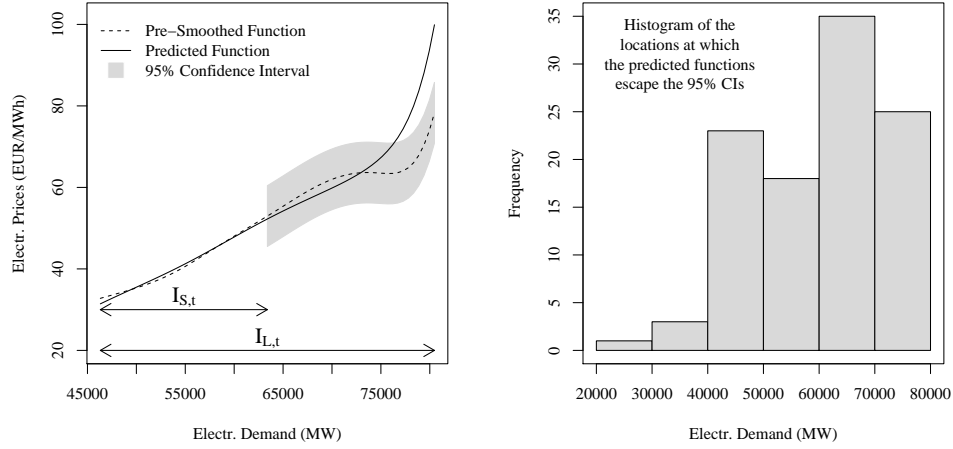 Pre−Smoothed Function
Predicted Function
95% Confidence Interval
Electr. Prices (EUR/MWh)
100
80
60
40
20
I_S,t
I_L,t
45000 55000 65000 75000
Electr. Demand (MW)
Histogram of the
locations at which
the predicted functions
escape the 95% CIs
Frequency
35
30
25
20
15
10
5
0
20000 30000 40000 50000 60000 70000 80000
Electr. Demand (MW)